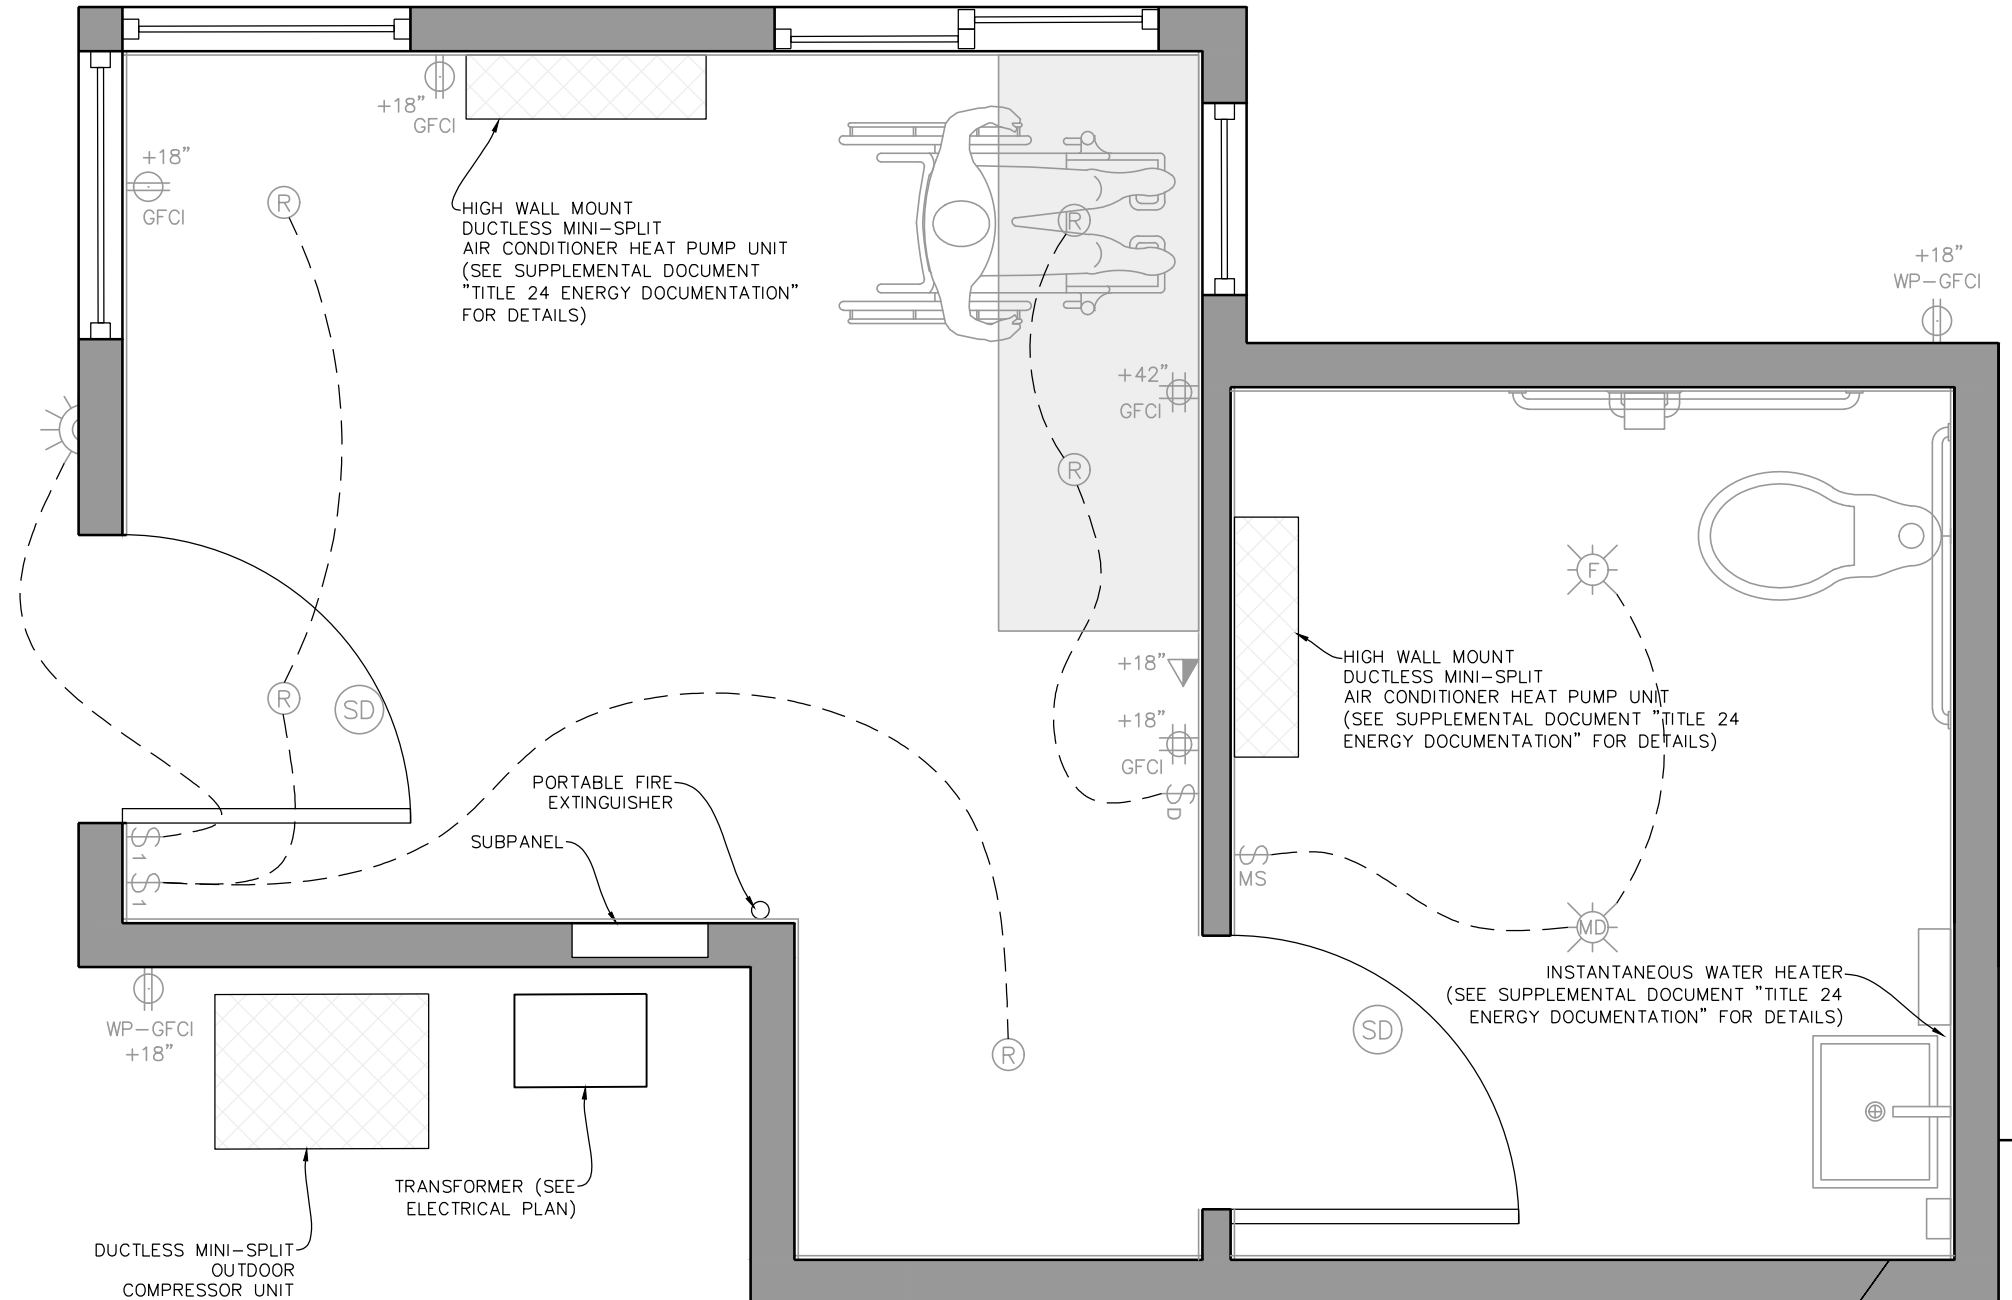 +18”
GFCI
+18”
GFCI
R
HIGH WALL MOUNT
DUCTLESS MINI-SPLIT
AIR CONDITIONER HEAT PUMP UNIT
(SEE SUPPLEMENTAL DOCUMENT
”TITLE 24 ENERGY DOCUMENTATION”
FOR DETAILS)
R
+18”
WP-GFCI
+42”
GFCI
R
F
HIGH WALL MOUNT
DUCTLESS MINI-SPLIT
AIR CONDITIONER HEAT PUMP UNIT
(SEE SUPPLEMENTAL DOCUMENT ”TITLE 24
ENERGY DOCUMENTATION” FOR DETAILS)
+18”
R
SD
+18”
GFCI
S D
PORTABLE FIRE
EXTINGUISHER
SUBPANEL
S 1
S 1
S
MS
MD
INSTANTANEOUS WATER HEATER
(SEE SUPPLEMENTAL DOCUMENT ”TITLE 24
ENERGY DOCUMENTATION” FOR DETAILS)
WP-GFCI
+18”
R
SD
TRANSFORMER (SEE
ELECTRICAL PLAN)
DUCTLESS MINI-SPLIT
OUTDOOR
COMPRESSOR UNIT